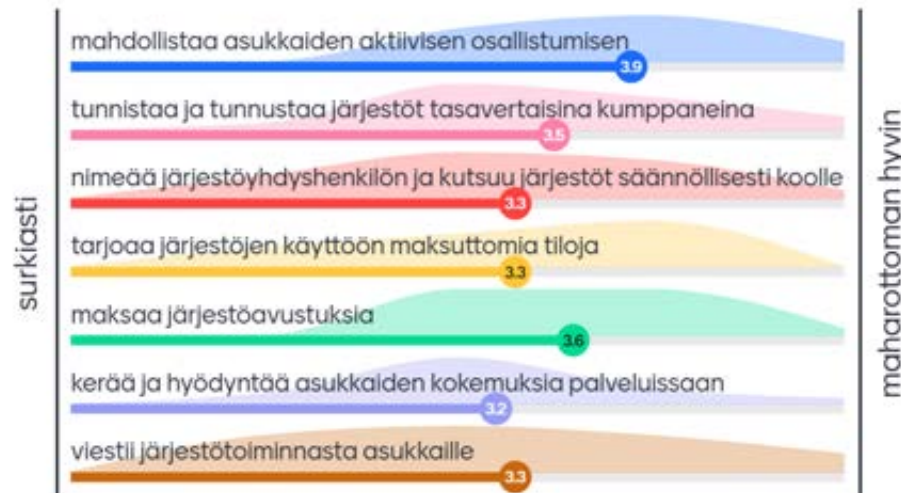 mahdollistaa asukkaiden aktiivisen osallistumisen
3.9
tunnistaa ja tunnustaa järjestöt tasavertaisina kumppaneina
3.5
nimeää järjestöyhdyshenkilön ja kutsuu järjestöt säännöllisesti koolle
3.3
tarjoaa järjestöjen käyttöön maksuttomia tiloja
3.3
maksaa järjestöavustuksia
3.6
kerää ja hyödyntää asukkaiden kokemuksia palveluissaan
3.2
viestii järjestötoiminnasta asukkaille
3.3
surkiasti
maharottoman hyvin